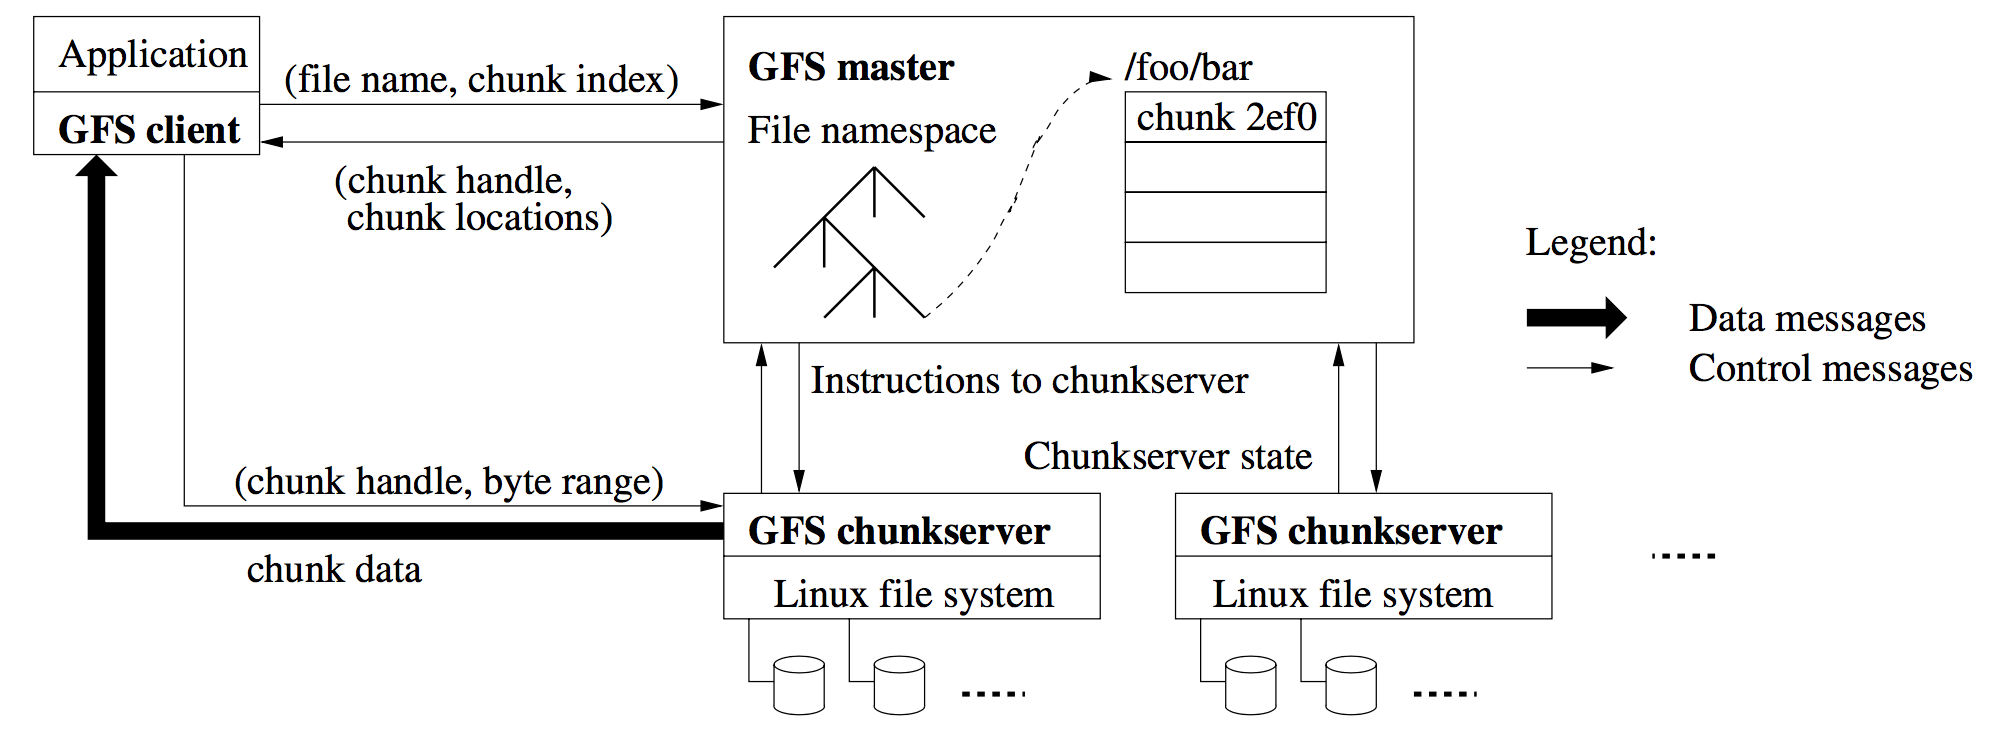 Application
GFS client
(file name, chunk index)
(chunk handle,
chunk locations)
GFS master
File namespace
/foo/bar
chunk 2ef0
Legend:
Data messages
Control messages
Instructions to chunkserver
Chunkserver state
(chunk handle, byte range)
chunk data
GFS chunkserver
Linux file system
GFS chunkserver
Linux file system